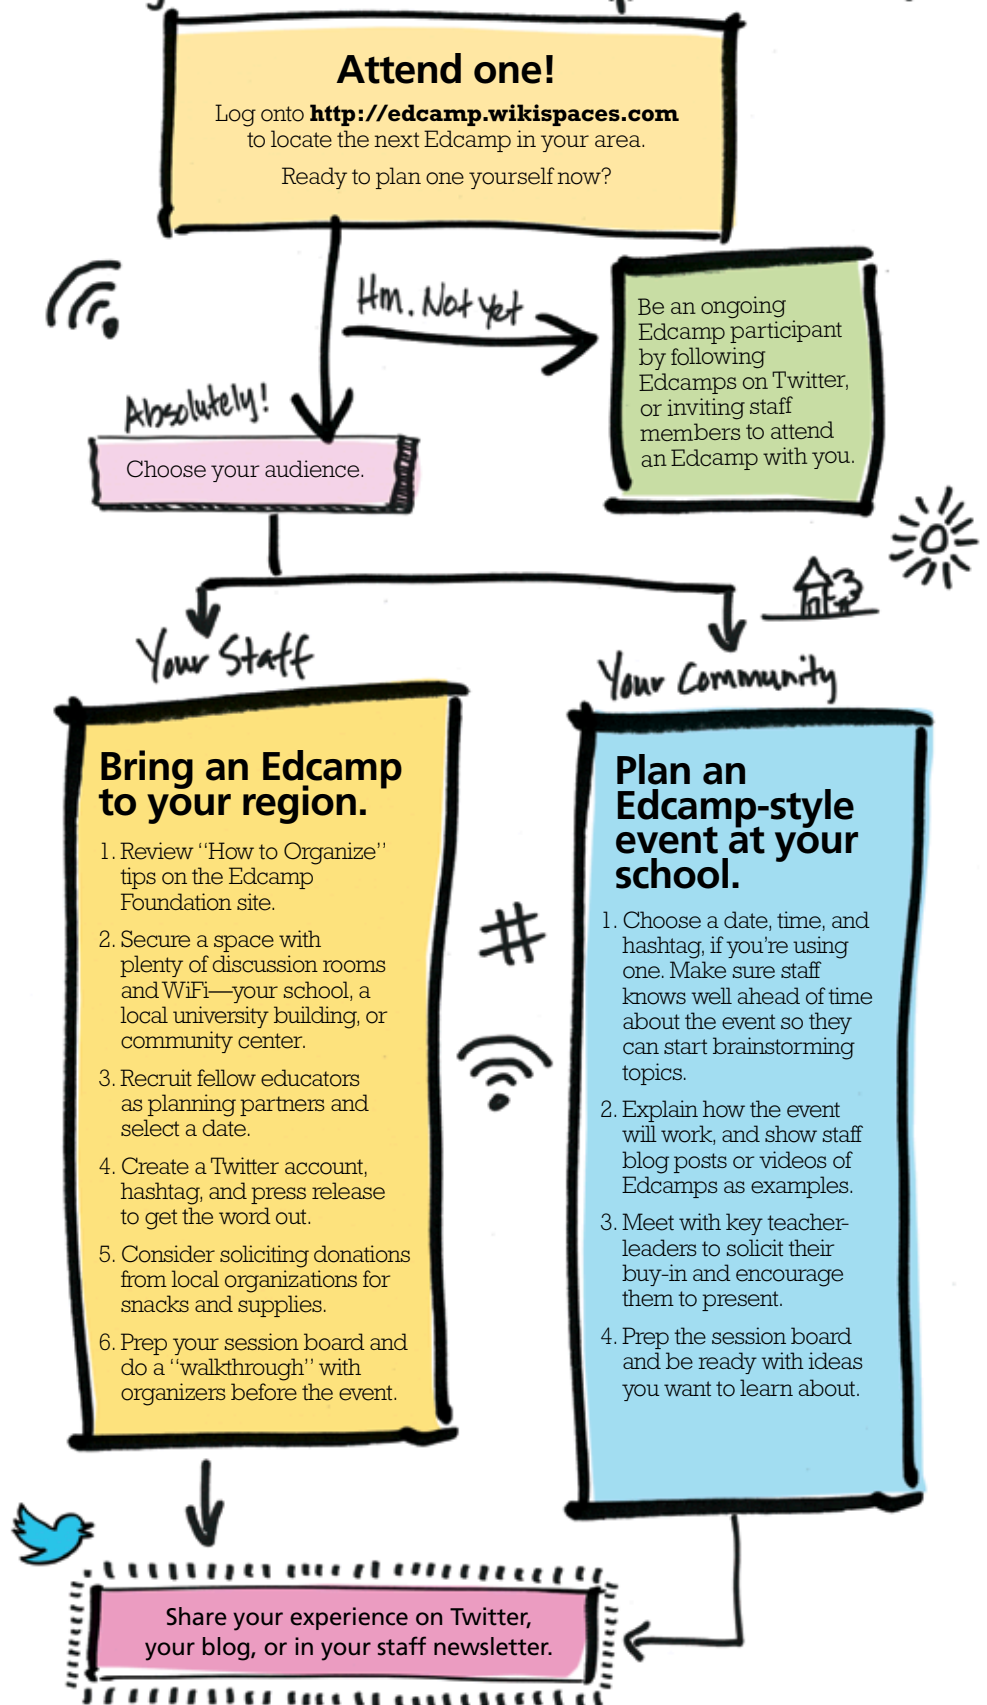 Attend one!
Log onto http://edcamp.wikispaces.com
to locate the next Edcamp in your area.
Ready to plan one yourself now?
Hm. Not yet
Be an ongoing
Edcamp participant
by following
Edcamps on Twitter,
or inviting staff
members to attend
an Edcamp with you.
Absolutely!
Choose your audience.
Your Staff
Your Community
Bring an Edcamp
to your region.
1. Review “How to Organize”
tips on the Edcamp
Foundation site.
2. Secure a space with
plenty of discussion rooms
and WiFi—your school, a
local university building, or
community center.
3. Recruit fellow educators
as planning partners and
select a date.
4. Create a Twitter account,
hashtag, and press release
to get the word out.
5. Consider soliciting donations
from local organizations for
snacks and supplies.
6. Prep your session board and
do a “walkthrough” with
organizers before the event.
#
Plan an
Edcamp-style
event at your
school.
1. Choose a date, time, and
hashtag, if you’re using
one. Make sure staff
knows well ahead of time
about the event so they
can start brainstorming
topics.
2. Explain how the event
will work, and show staff
blog posts or videos of
Edcamps as examples.
3. Meet with key teacher-
leaders to solicit their
buy-in and encourage
them to present.
4. Prep the session board
and be ready with ideas
you want to learn about.
Share your experience on Twitter,
your blog, or in your staff newsletter.